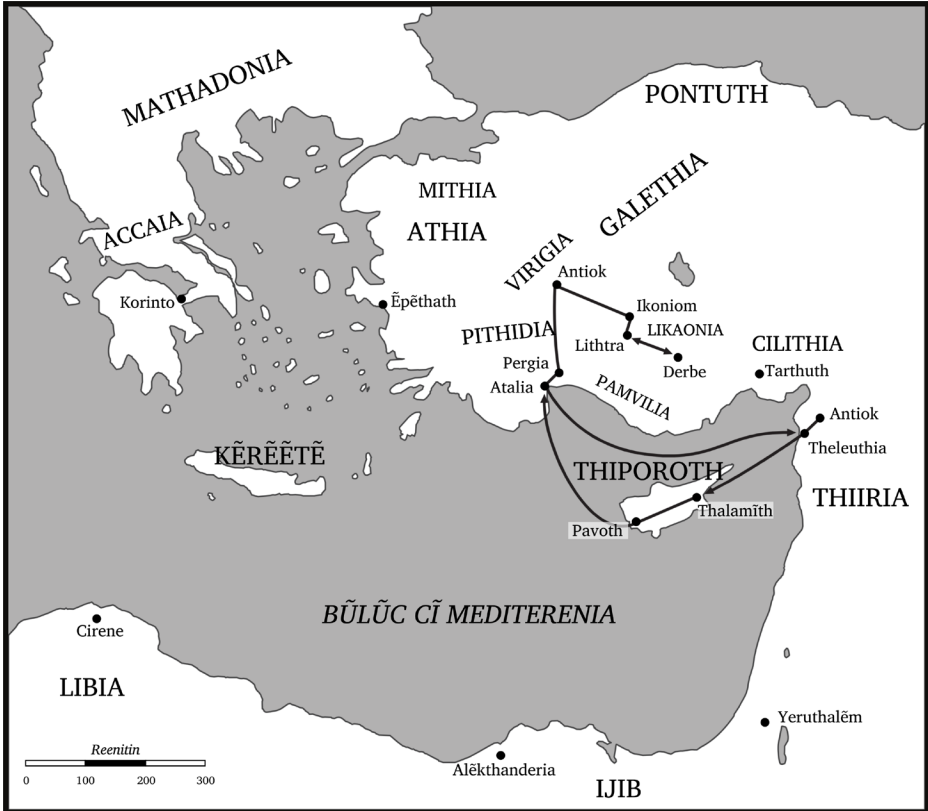 MATHADONIA
PONTUTH
MITHIA
GALETHIA
ACCAIA
ATHIA
VIRIGIA
Antiok
Korinto
Ẽpẽthath
Ikoniom
PITHIDIA
LIKAONIA
Lithtra
CILITHIA
Pergia
Derbe
Tarthuth
Atalia
PAMVILIA
Antiok
Theleuthia
KẼRẼẼTẼ
THIPOROTH
THIIRIA
Thalamĩth
Pavoth
BŨLŨC CĨ MEDITERENIA
Cirene
LIBIA
Yeruthalẽm
Reenitin
0 100 200 300
Alẽkthanderia
IJIB